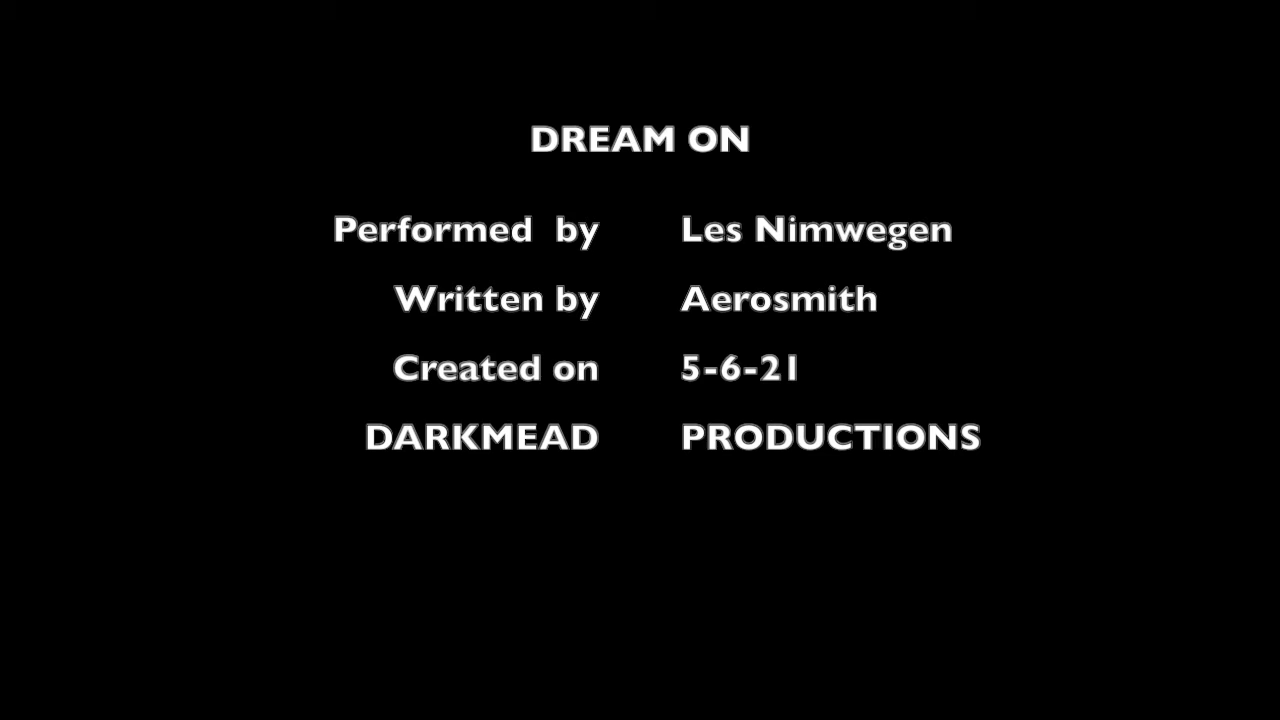 DREAM ON
Performed by Les Nimwegen
Written by Aerosmith
Created on 5-6-21
DARKMEAD PRODUCTIONS